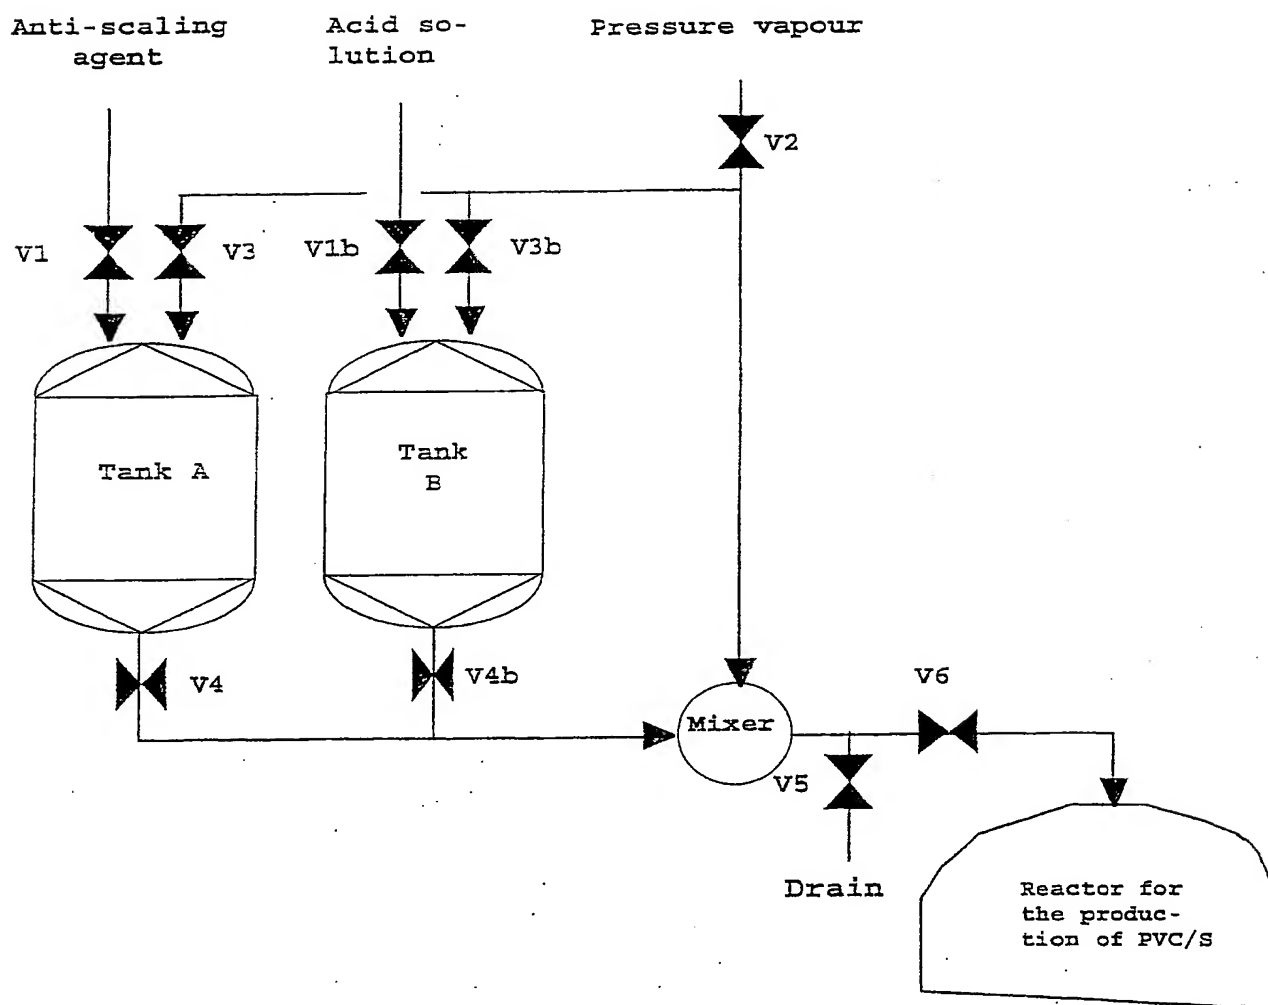 Anti-scaling
agent
Acid so-
lution
Pressure vapour
V2
V1
V3
V1b
V3b
Tank A
Tank
B
V4
V4b
V6
Mixer
V5
Drain
Reactor for
the produc-
tion of PVC/S